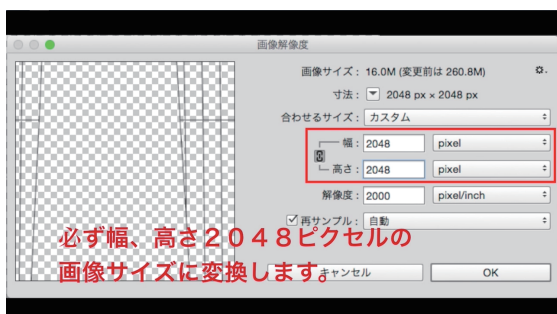 画像解像度
画像サイズ： 16.0M (変更前は 260.8M)
寸法： 2048 px × 2048 px
合わせるサイズ： カスタム
幅： 2048 pixel
高さ： 2048 pixel
解像度： 2000 pixel/inch
再サンプル： 自動
必ず幅、高さ２０４８ピクセルの
画像サイズに変換します。
キャンセル OK